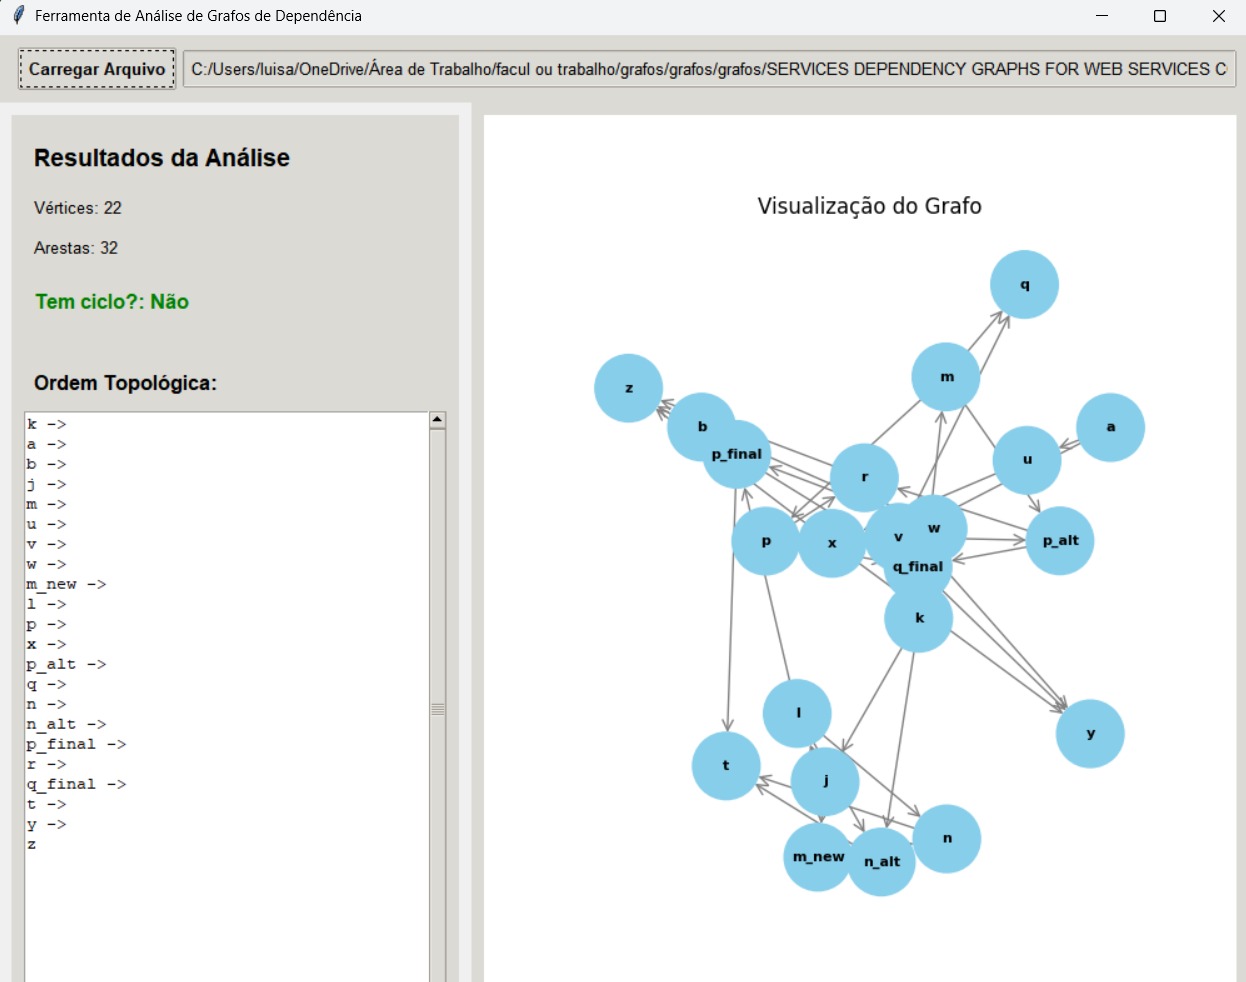 Ferramenta de Análise de Grafos de Dependência
Carregar Arquivo
C:/Users/luisa/OneDrive/Área de Trabalho/facul ou trabalho/grafos/grafos/grafos/SERVICES DEPENDENCY GRAPHS FOR WEB SERVICES C
Resultados da Análise
Vértices: 22
Arestas: 32
Tem ciclo?: Não
Ordem Topológica:
k ->
a ->
b ->
j ->
m ->
u ->
v ->
w ->
m_new ->
l ->
p ->
x ->
p_alt ->
q ->
n ->
n_alt ->
p_final ->
r ->
q_final ->
t ->
y ->
z
Visualização do Grafo
q
m
z
b
a
p_final
u
r
w
v
p
x
p_alt
q_final
k
l
y
t
j
n
m_new
n_alt